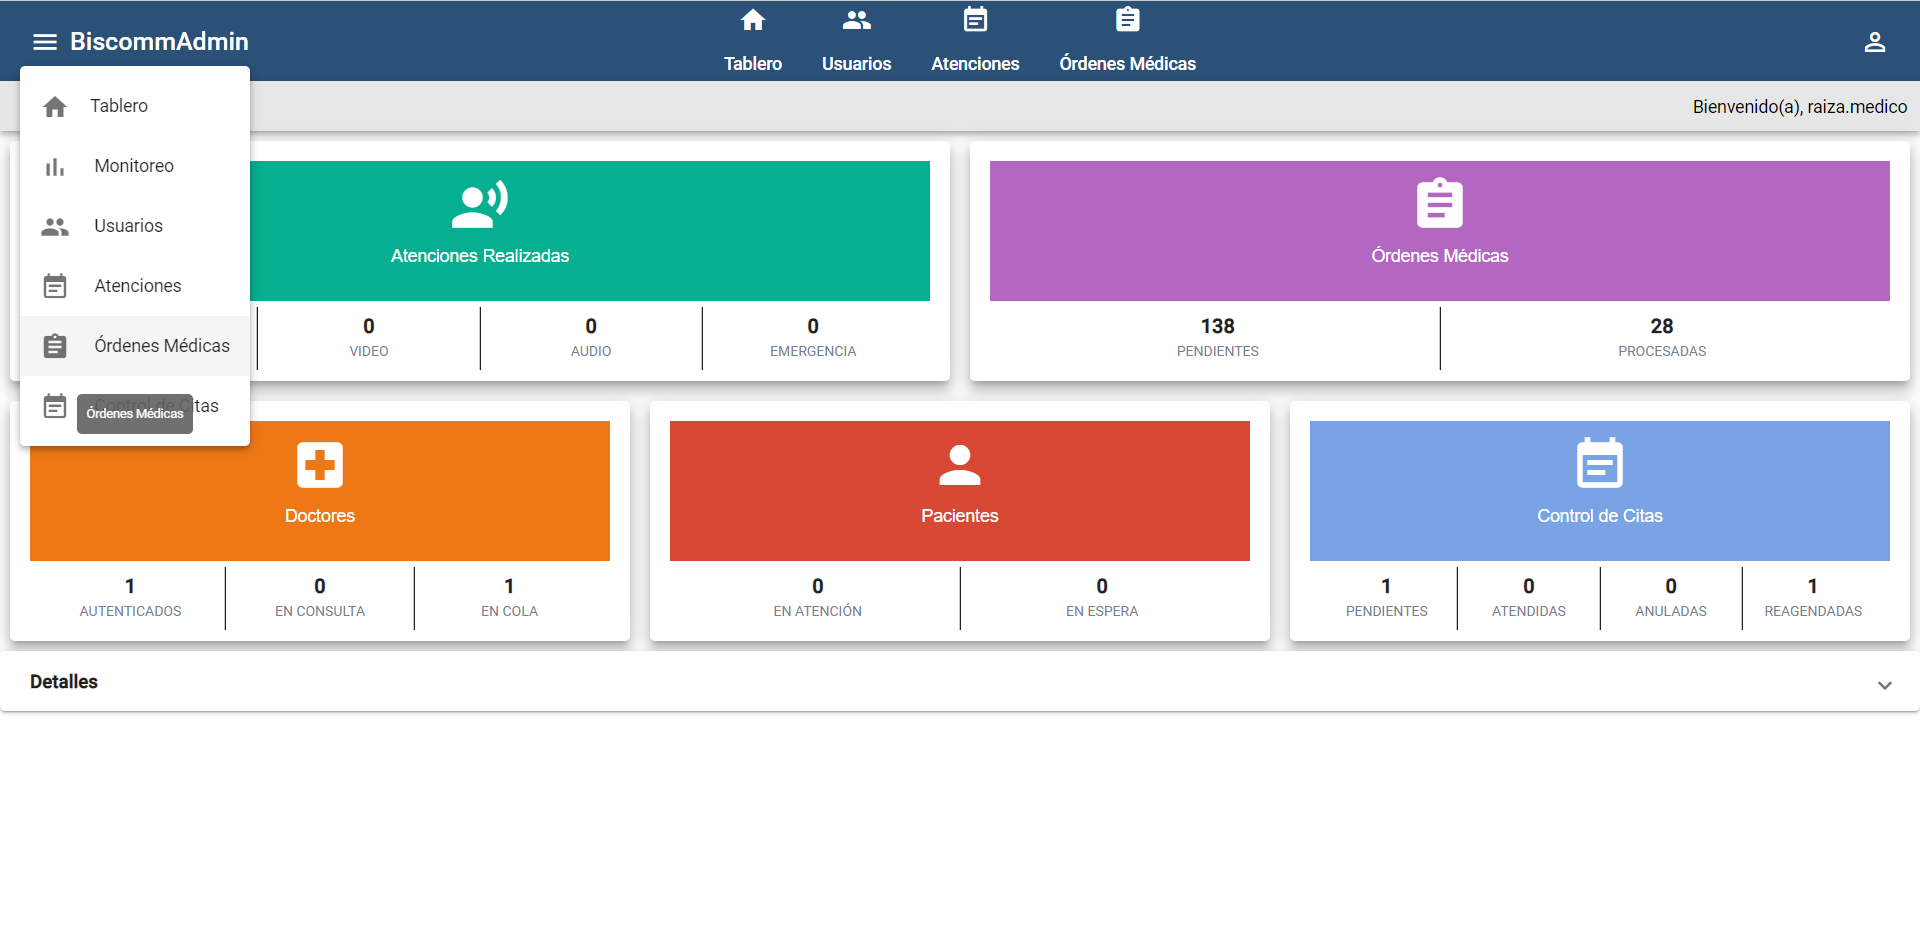 BiscommAdmin
Tablero
Usuarios
Atenciones
Órdenes Médicas
Bienvenido(a), raiza.medico
Tablero
Monitoreo
Usuarios
Atenciones
Órdenes Médicas
Control de Citas
Órdenes Médicas
Atenciones Realizadas
0
VIDEO
0
AUDIO
0
EMERGENCIA
Órdenes Médicas
138
PENDIENTES
28
PROCESADAS
Doctores
1
AUTENTICADOS
0
EN CONSULTA
1
EN COLA
Pacientes
0
EN ATENCIÓN
0
EN ESPERA
Control de Citas
1
PENDIENTES
0
ATENDIDAS
0
ANULADAS
1
REAGENDADAS
Detalles